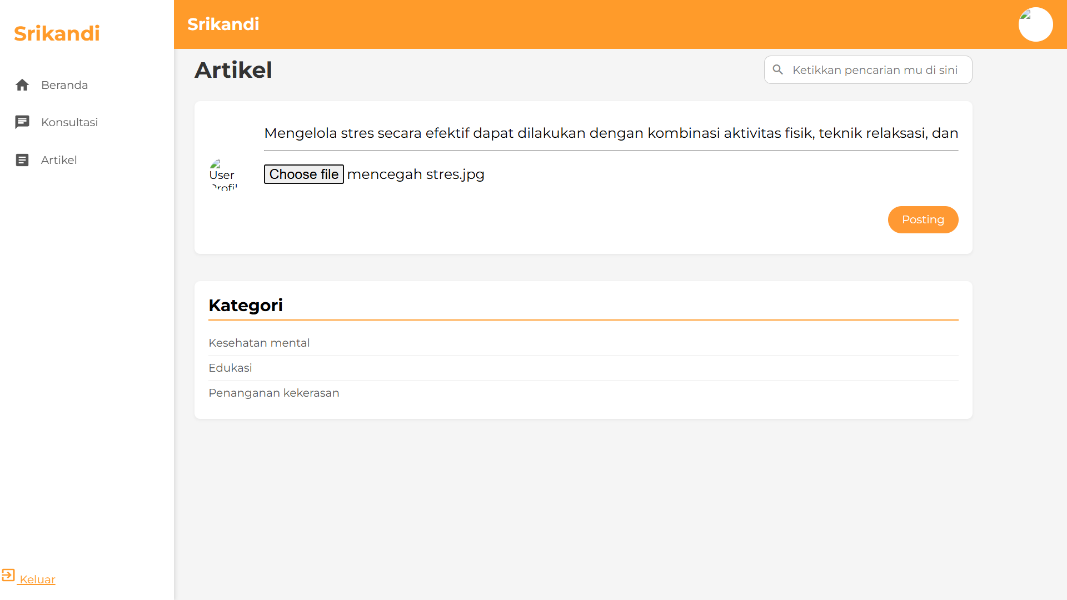 Srikandi
Srikandi
Beranda
Konsultasi
Artikel
Keluar
Artikel
Ketikkan pencarian mu di sini
Mengelola stres secara efektif dapat dilakukan dengan kombinasi aktivitas fisik, teknik relaksasi, dan
User
Profil
Choose file mencegah stres.jpg
Posting
Kategori
Kesehatan mental
Edukasi
Penanganan kekerasan